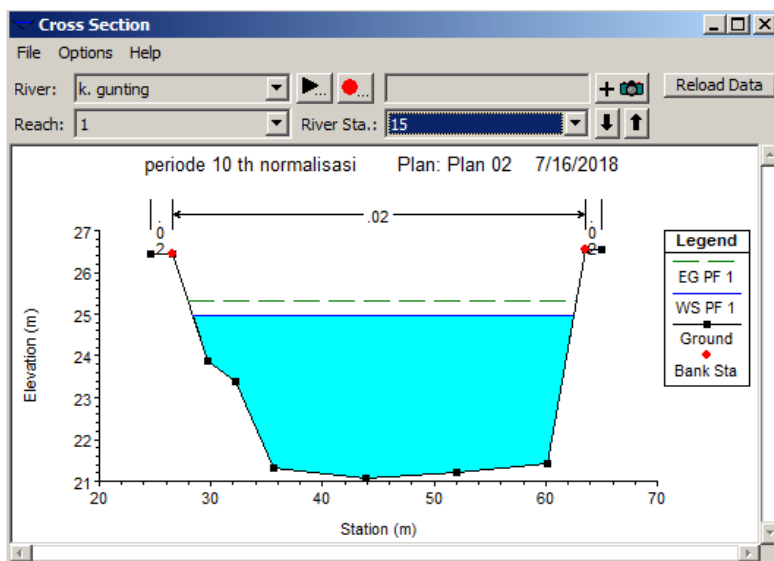 Cross Section
File Options Help
River: k. gunting ... ... + Reload Data
Reach: 1 River Sta.: 15
periode 10 th normalisasi Plan: Plan 02 7/16/2018
.02 .02 .02
Legend
EG PF 1
WS PF 1
Ground
Bank Sta
27
26
25
24
23
22
21
Elevation (m)
20 30 40 50 60 70
Station (m)